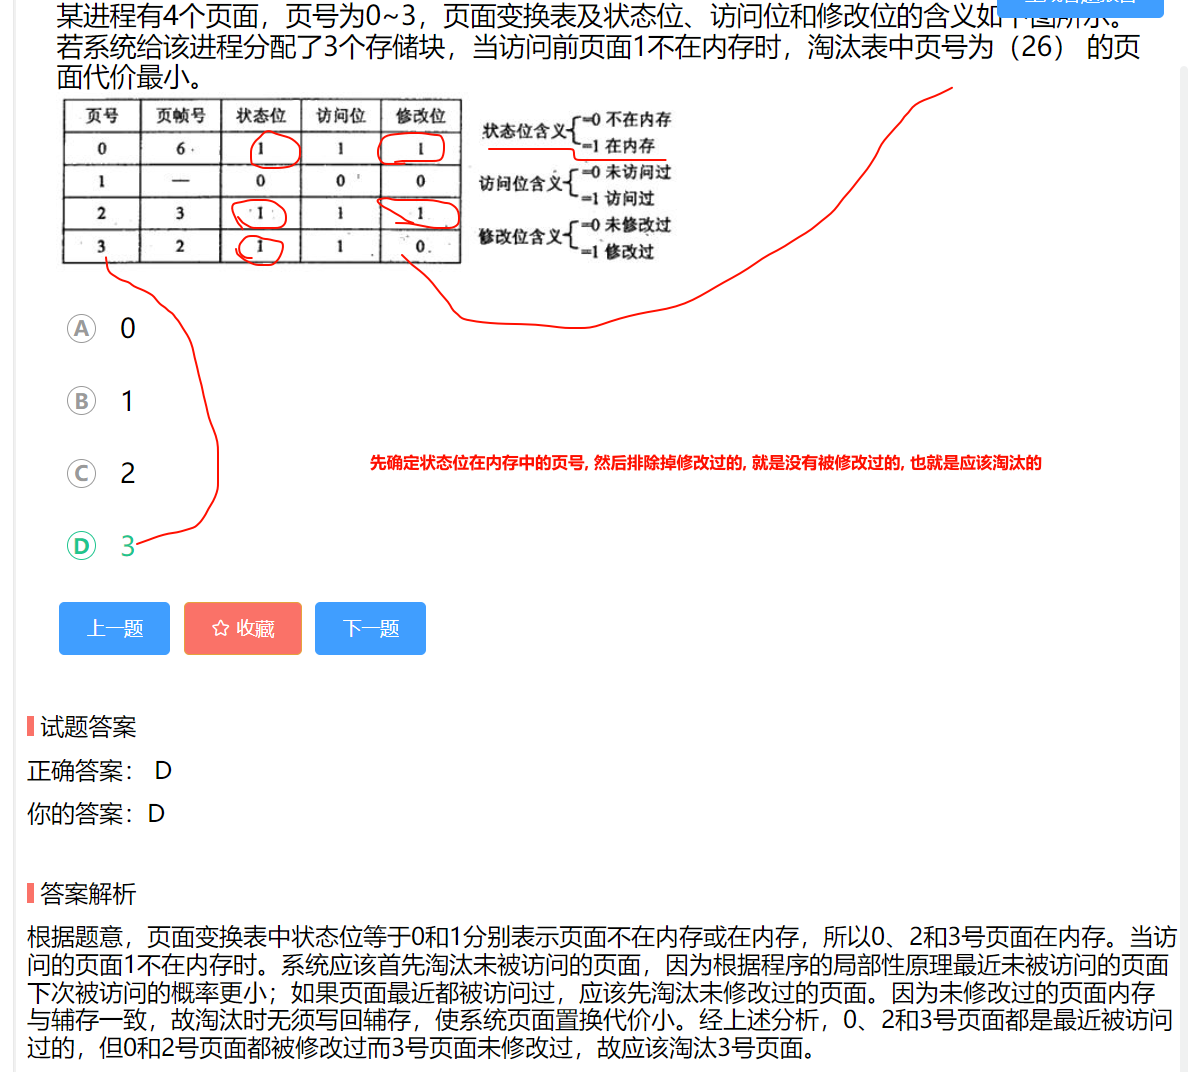 某进程有4个页面，页号为0~3，页面变换表及状态位、访问位和修改位的含义如下图所示。
若系统给该进程分配了3个存储块，当访问前页面1不在内存时，淘汰表中页号为（26） 的页
面代价最小。
页号 页帧号 状态位 访问位 修改位
0 6 1 1 1
1 — 0 0 0
2 3 1 1 1
3 2 1 1 0
状态位含义 =0 不在内存
=1 在内存
访问位含义 =0 未访问过
=1 访问过
修改位含义 =0 未修改过
=1 修改过
A 0
B 1
C 2
先确定状态位在内存中的页号, 然后排除掉修改过的, 就是没有被修改过的, 也就是应该淘汰的
D 3
上一题 收藏 下一题
试题答案
正确答案： D
你的答案：D
答案解析
根据题意，页面变换表中状态位等于0和1分别表示页面不在内存或在内存，所以0、2和3号页面在内存。当访
问的页面1不在内存时。系统应该首先淘汰未被访问的页面，因为根据程序的局部性原理最近未被访问的页面
下次被访问的概率更小；如果页面最近都被访问过，应该先淘汰未修改过的页面。因为未修改过的页面内存
与辅存一致，故淘汰时无须写回辅存，使系统页面置换代价小。经上述分析，0、2和3号页面都是最近被访问
过的，但0和2号页面都被修改过而3号页面未修改过，故应该淘汰3号页面。